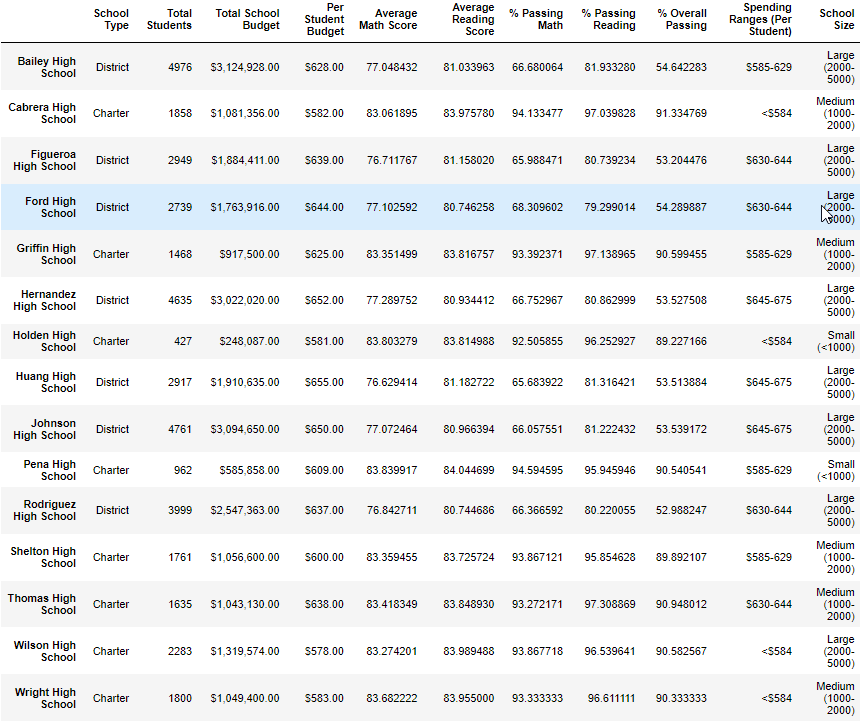 School Type Total Students Total School Budget Per Student Budget Average Math Score Average Reading Score % Passing Math % Passing Reading % Overall Passing Spending Ranges (Per Student) School Size
Bailey High School District 4976 $3,124,928.00 $628.00 77.048432 81.033963 66.680064 81.933280 54.642283 $585-629 Large (2000-5000)
Cabrera High School Charter 1858 $1,081,356.00 $582.00 83.061895 83.975780 94.133477 97.039828 91.334769 <$584 Medium (1000-2000)
Figueroa High School District 2949 $1,884,411.00 $639.00 76.711767 81.158020 65.988471 80.739234 53.204476 $630-644 Large (2000-5000)
Ford High School District 2739 $1,763,916.00 $644.00 77.102592 80.746258 68.309602 79.299014 54.289887 $630-644 Large (2000-5000)
Griffin High School Charter 1468 $917,500.00 $625.00 83.351499 83.816757 93.392371 97.138965 90.599455 $585-629 Medium (1000-2000)
Hernandez High School District 4635 $3,022,020.00 $652.00 77.289752 80.934412 66.752967 80.862999 53.527508 $645-675 Large (2000-5000)
Holden High School Charter 427 $248,087.00 $581.00 83.803279 83.814988 92.505855 96.252927 89.227166 <$584 Small (<1000)
Huang High School District 2917 $1,910,635.00 $655.00 76.629414 81.182722 65.683922 81.316421 53.513884 $645-675 Large (2000-5000)
Johnson High School District 4761 $3,094,650.00 $650.00 77.072464 80.966394 66.057551 81.222432 53.539172 $645-675 Large (2000-5000)
Pena High School Charter 962 $585,858.00 $609.00 83.839917 84.044699 94.594595 95.945946 90.540541 $585-629 Small (<1000)
Rodriguez High School District 3999 $2,547,363.00 $637.00 76.842711 80.744686 66.366592 80.220055 52.988247 $630-644 Large (2000-5000)
Shelton High School Charter 1761 $1,056,600.00 $600.00 83.359455 83.725724 93.867121 95.854628 89.892107 $585-629 Medium (1000-2000)
Thomas High School Charter 1635 $1,043,130.00 $638.00 83.418349 83.848930 93.272171 97.308869 90.948012 $630-644 Medium (1000-2000)
Wilson High School Charter 2283 $1,319,574.00 $578.00 83.274201 83.989488 93.867718 96.539641 90.582567 <$584 Large (2000-5000)
Wright High School Charter 1800 $1,049,400.00 $583.00 83.682222 83.955000 93.333333 96.611111 90.333333 <$584 Medium (1000-2000)